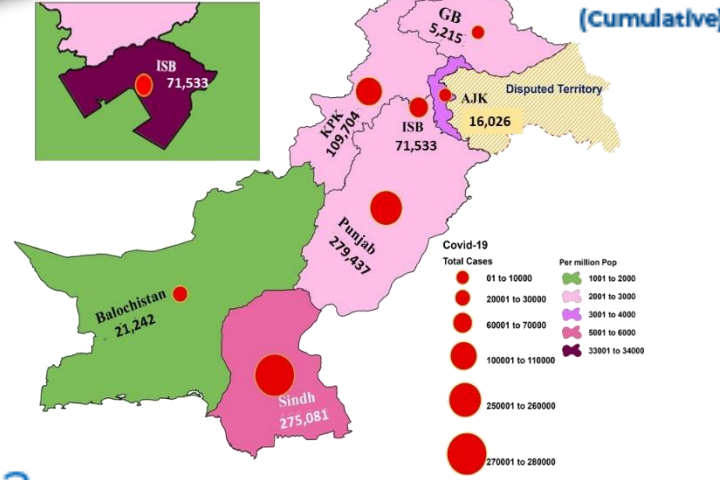 (Cumulative)
GB
5,215
ISB
71,533
Disputed Territory
AJK
16,026
KPK
109,704
ISB
71,533
Punjab
279,437
Balochistan
21,242
Sindh
275,081
Covid-19
Total Cases
01 to 10000
20001 to 30000
60001 to 70000
100001 to 110000
250001 to 260000
270001 to 280000
Per million Pop
1001 to 2000
2001 to 3000
3001 to 4000
5001 to 6000
33001 to 34000